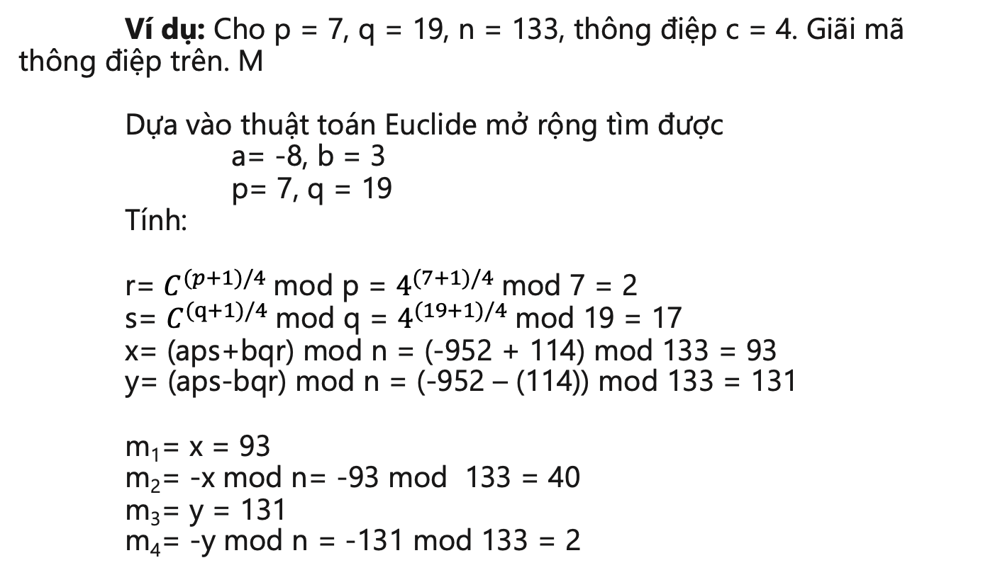 Ví dụ: Cho p = 7, q = 19, n = 133, thông điệp c = 4. Giãi mã
thông điệp trên. M
Dựa vào thuật toán Euclide mở rộng tìm được
a= -8, b = 3
p= 7, q = 19
Tính:
r= C^(p+1)/4 mod p = 4^(7+1)/4 mod 7 = 2
s= C^(q+1)/4 mod q = 4^(19+1)/4 mod 19 = 17
x= (aps+bqr) mod n = (-952 + 114) mod 133 = 93
y= (aps-bqr) mod n = (-952 – (114)) mod 133 = 131
m₁= x = 93
m₂= -x mod n= -93 mod  133 = 40
m₃= y = 131
m₄= -y mod n = -131 mod 133 = 2